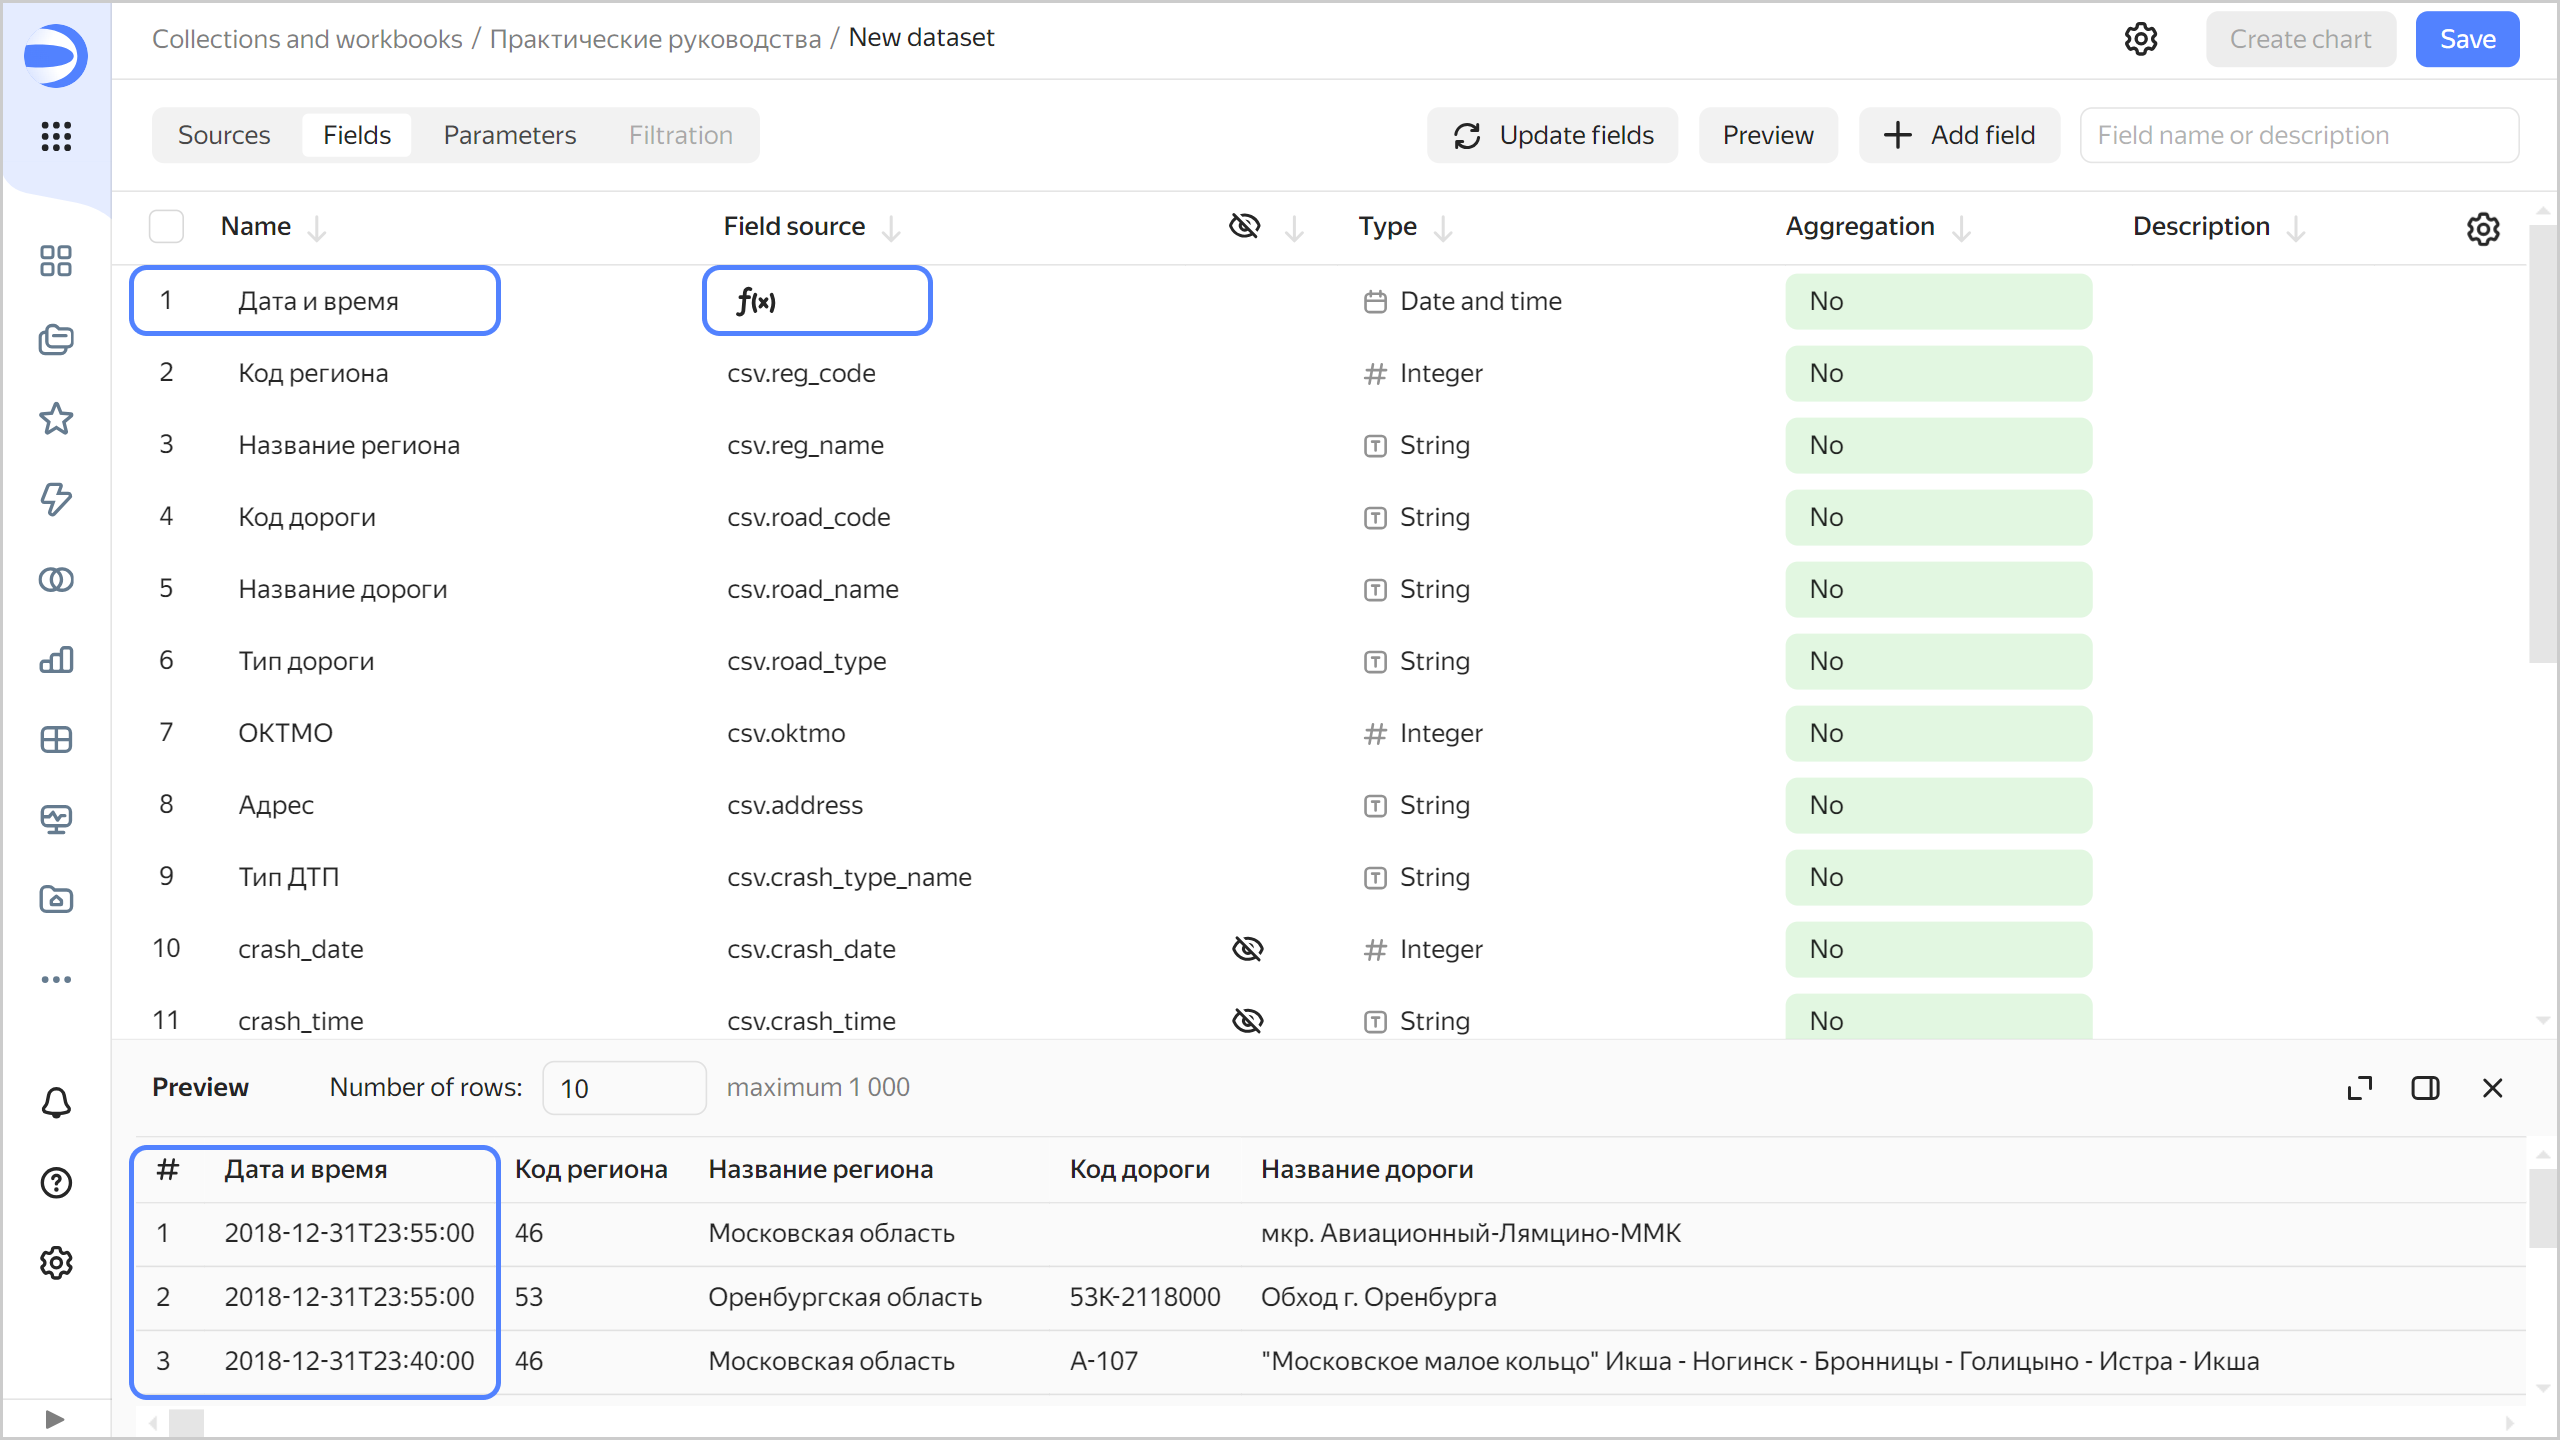 Collections and workbooks / Практические руководства / New dataset
Create chart
Save
Sources Fields Parameters Filtration
Update fields
Preview
Add field
Field name or description
Name Field source Type Aggregation Description
1 Дата и время ƒ(x) Date and time No
2 Код региона csv.reg_code Integer No
3 Название региона csv.reg_name String No
4 Код дороги csv.road_code String No
5 Название дороги csv.road_name String No
6 Тип дороги csv.road_type String No
7 ОКТМО csv.oktmo Integer No
8 Адрес csv.address String No
9 Тип ДТП csv.crash_type_name String No
10 crash_date csv.crash_date Integer No
11 crash_time csv.crash_time String No
Preview Number of rows: 10 maximum 1 000
# Дата и время Код региона Название региона Код дороги Название дороги
1 2018-12-31T23:55:00 46 Московская область мкр. Авиационный-Лямцино-ММК
2 2018-12-31T23:55:00 53 Оренбургская область 53К-2118000 Обход г. Оренбурга
3 2018-12-31T23:40:00 46 Московская область А-107 "Московское малое кольцо" Икша - Ногинск - Бронницы - Голицыно - Истра - Икша